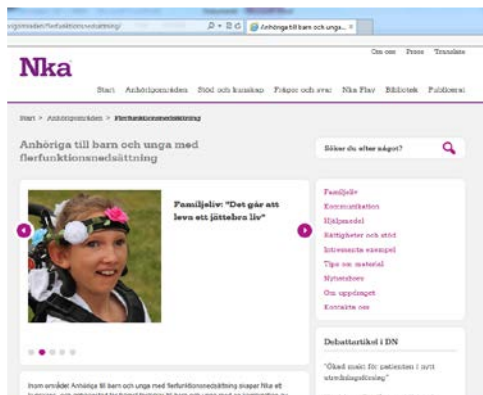 Anhöriga till barn och unga...
Om oss Press Translate
Nka
Start Anhörigområden Stöd och kunskap Frågor och svar Nka Play Bibliotek Publicerat
Start > Anhörigområden > Flerfunktionsnedsättning
Anhöriga till barn och unga med
flerfunktionsnedsättning
Söker du efter något?
Familjeliv: "Det går att
leva ett jättebra liv"
Familjeliv
Kommunikation
Hjälpmedel
Rättigheter och stöd
Intressanta exempel
Tips om material
Nyhetsbrev
Om uppdraget
Kontakta oss
Debattartikel i DN
"Ökad makt för patienten i nytt
utredningsförslag"
Inom området Anhöriga till barn och unga med flerfunktionsnedsättning skapar Nka ett